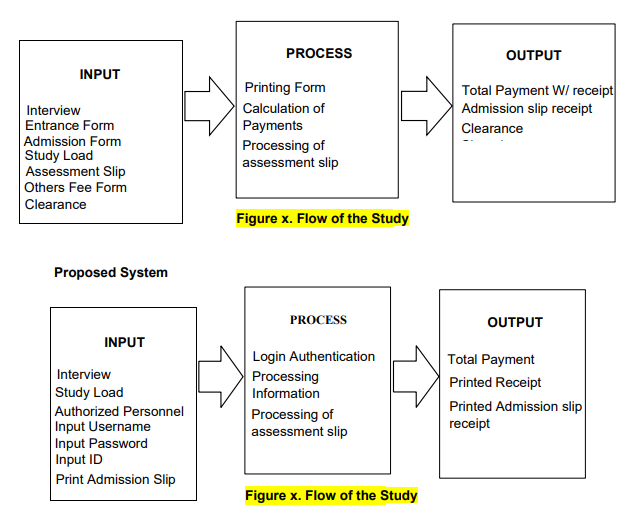 INPUT
Interview
Entrance Form
Admission Form
Study Load
Assessment Slip
Others Fee Form
Clearance
PROCESS
Printing Form
Calculation of
Payments
Processing of
assessment slip
OUTPUT
Total Payment W/ receipt
Admission slip receipt
Clearance
Figure x. Flow of the Study
Proposed System
INPUT
Interview
Study Load
Authorized Personnel
Input Username
Input Password
Input ID
Print Admission Slip
PROCESS
Login Authentication
Processing
Information
Processing of
assessment slip
OUTPUT
Total Payment
Printed Receipt
Printed Admission slip
receipt
Figure x. Flow of the Study